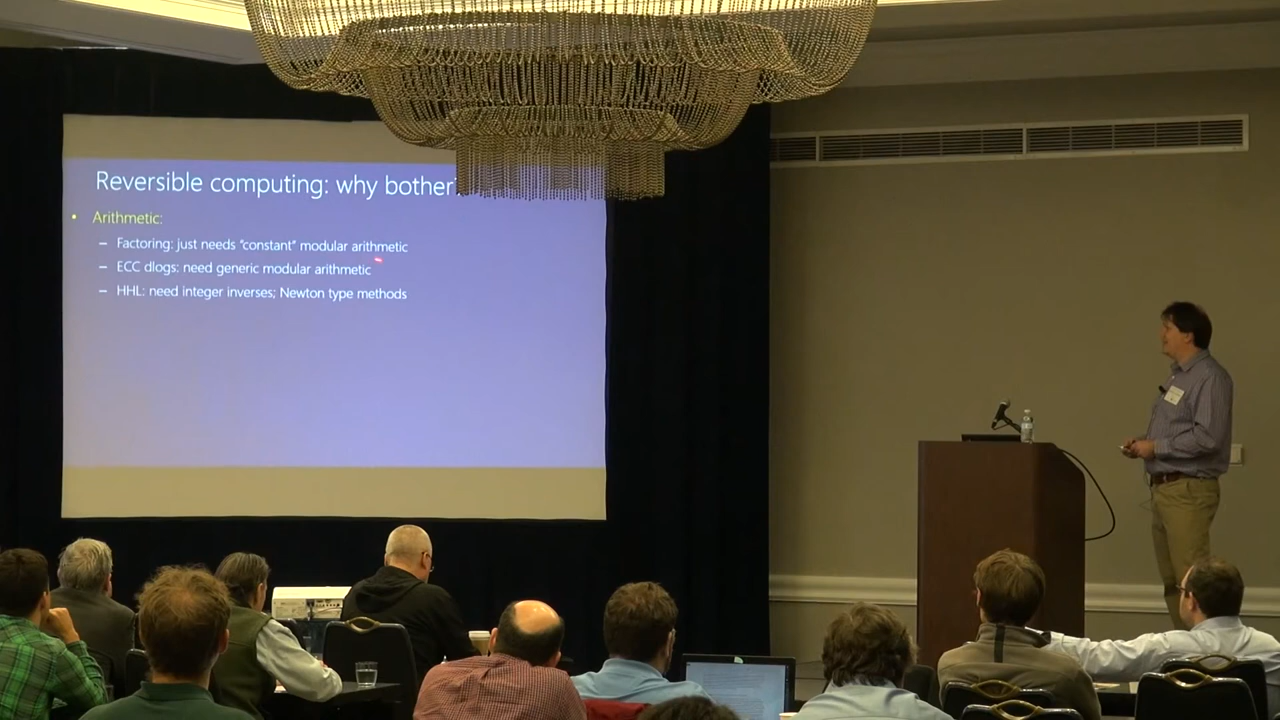 Reversible computing: why bother?
• Arithmetic:
– Factoring: just needs “constant” modular arithmetic
– ECC dlogs: need generic modular arithmetic
– HHL: need integer inverses; Newton type methods